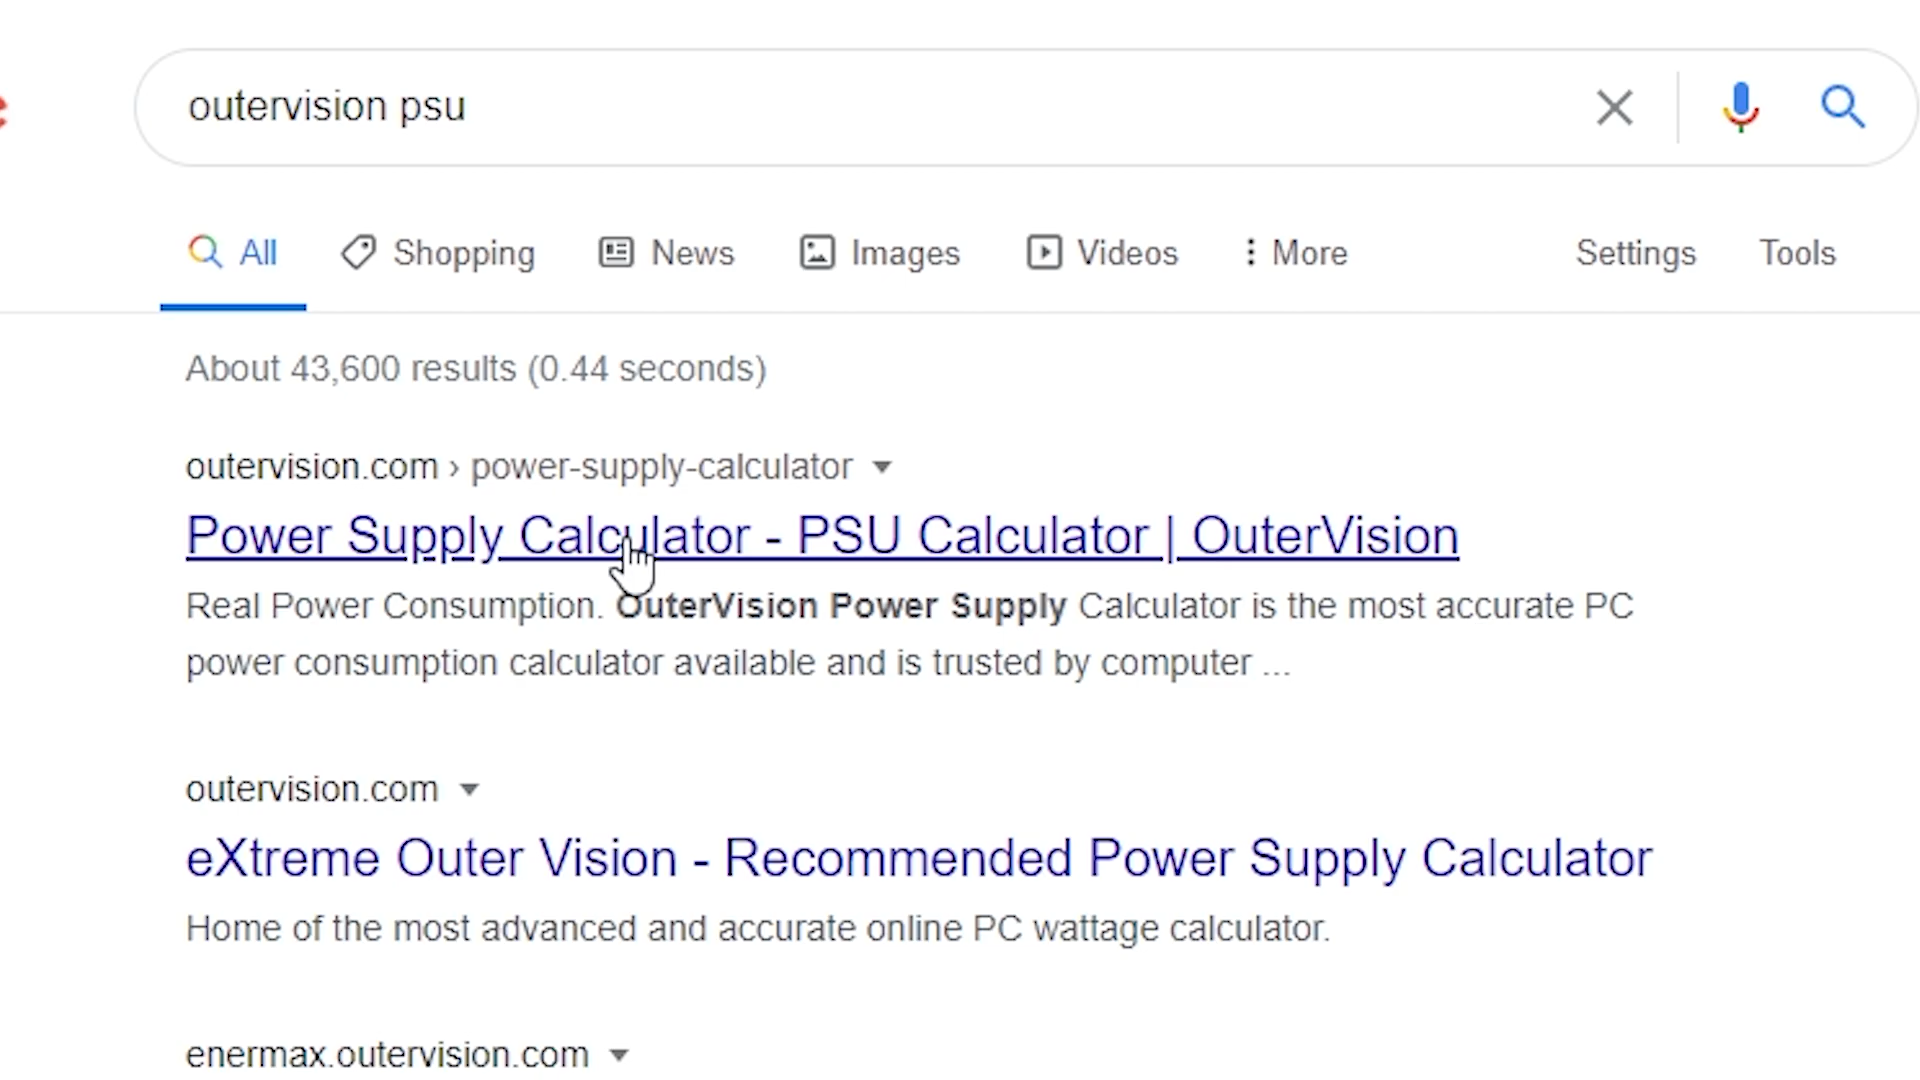 outervision psu
All Shopping News Images Videos More Settings Tools
About 43,600 results (0.44 seconds)
outervision.com › power-supply-calculator
Power Supply Calculator - PSU Calculator | OuterVision
Real Power Consumption. OuterVision Power Supply Calculator is the most accurate PC
power consumption calculator available and is trusted by computer ...
outervision.com
eXtreme Outer Vision - Recommended Power Supply Calculator
Home of the most advanced and accurate online PC wattage calculator.
enermax.outervision.com